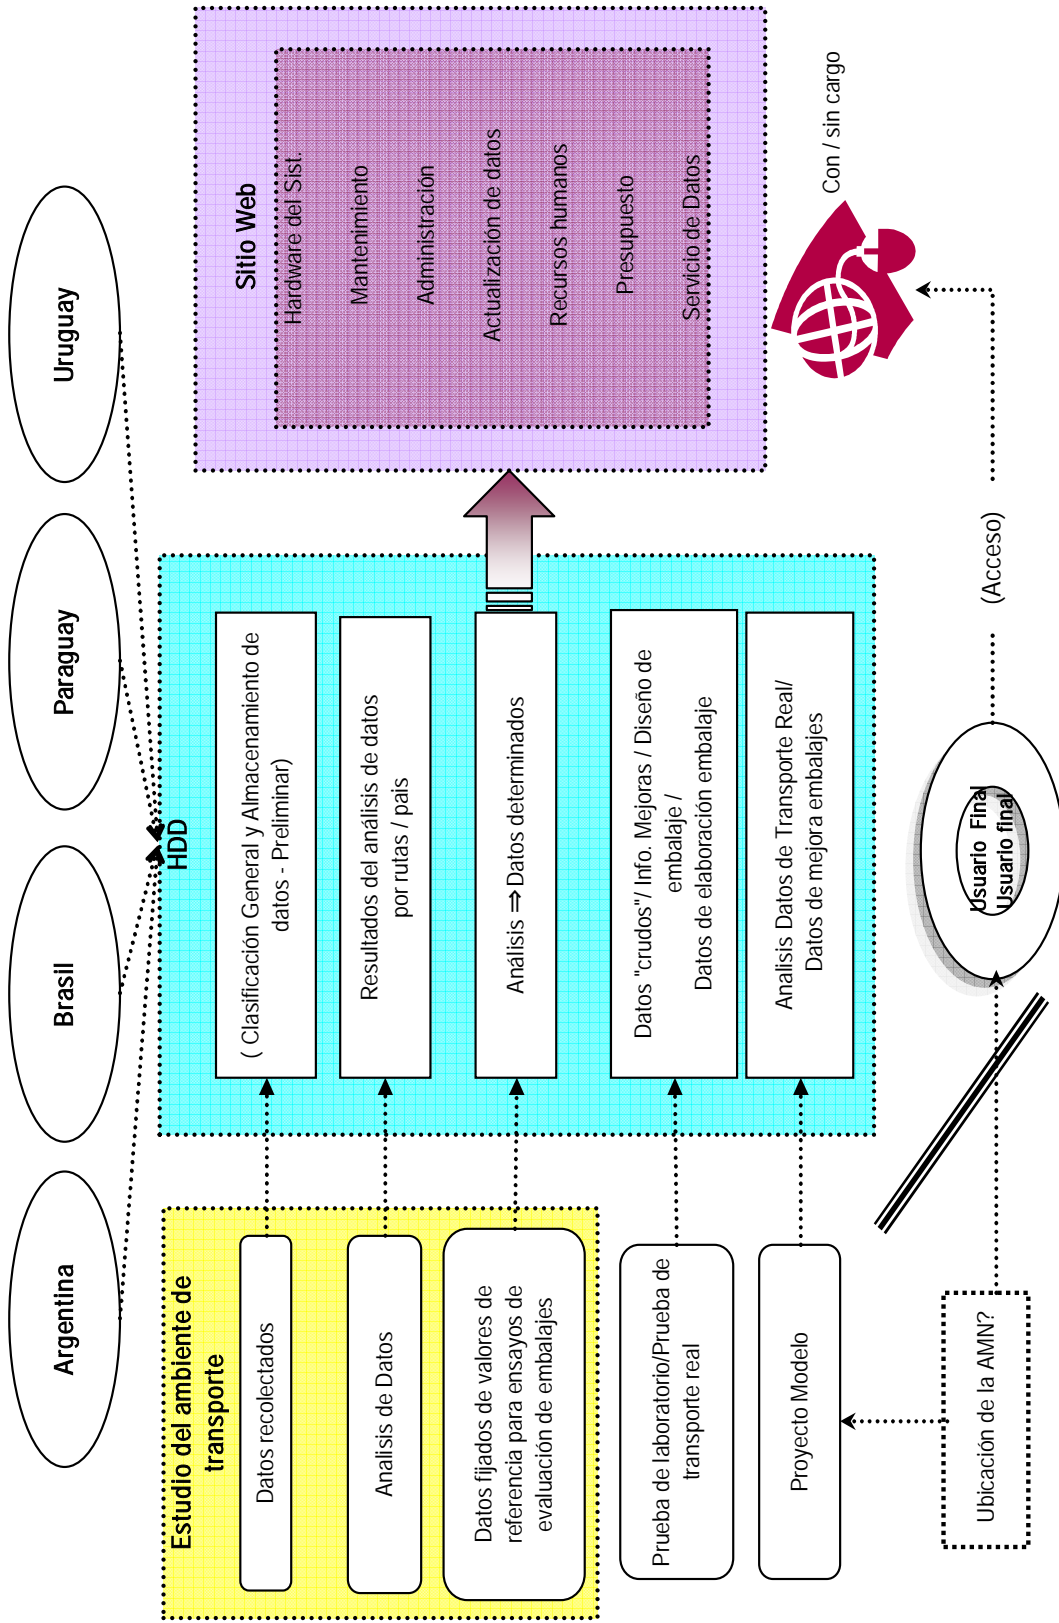 Argentina
Brasil
Paraguay
Uruguay
Estudio del ambiente de
transporte
Datos recolectados
Analisis de Datos
Datos fijados de valores de
referencia para ensayos de
evaluación de embalajes
Prueba de laboratorio/Prueba de
transporte real
Proyecto Modelo
Ubicación de la AMN?
HDD
( Clasificación General y Almacenamiento de
datos - Preliminar)
Resultados del análisis de datos
por rutas / pais
Análisis ⇒Datos determinados
Datos "crudos"/ Info. Mejoras / Diseño de
embalaje /
Datos de elaboración embalaje
Analisis Datos de Transporte Real/
Datos de mejora embalajes
Usuario Final
Usuario final
(Acceso)
Sitio Web
Hardware del Sist.
Mantenimiento
Administración
Actualización de datos
Recursos humanos
Presupuesto
Servicio de Datos
Con / sin cargo